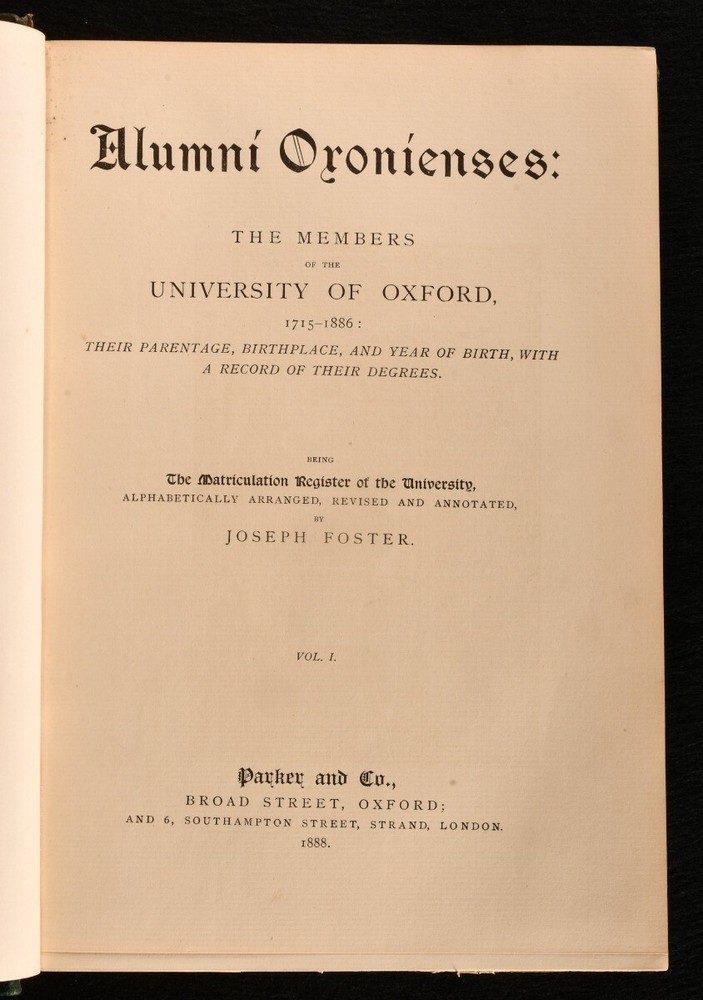 Alumni Oxonienses:
THE MEMBERS
OF THE
UNIVERSITY OF OXFORD,
1715–1886:
THEIR PARENTAGE, BIRTHPLACE, AND YEAR OF BIRTH, WITH
A RECORD OF THEIR DEGREES.
BEING
The Matriculation Register of the University,
ALPHABETICALLY ARRANGED, REVISED AND ANNOTATED,
BY
JOSEPH FOSTER.
VOL. I.
Parker and Co.,
BROAD STREET, OXFORD;
AND 6, SOUTHAMPTON STREET, STRAND, LONDON.
1888.